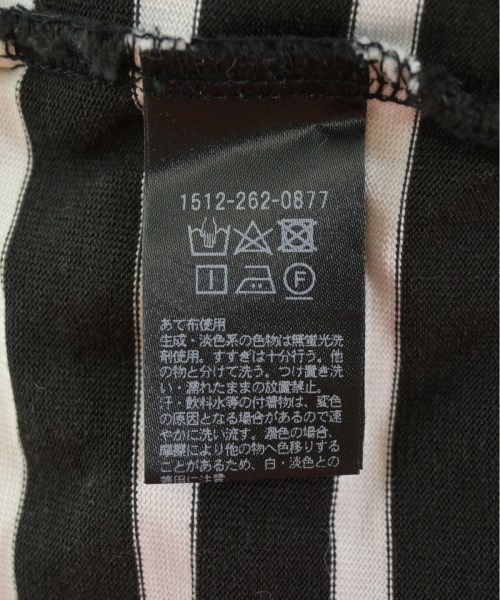 1512-262-0877
F
あて布使用
生成・淡色系の色物は無蛍光洗
剤使用。すすぎは十分行う。他
の物と分けて洗う。つけ置き洗
い・濡れたままの放置禁止。
汗・飲料水等の付着物は、変色
の原因となる場合があるので速
やかに洗い流す。濃色の場合、
摩擦により他の物へ色移りする
ことがあるため、白・淡色との
着用に注意